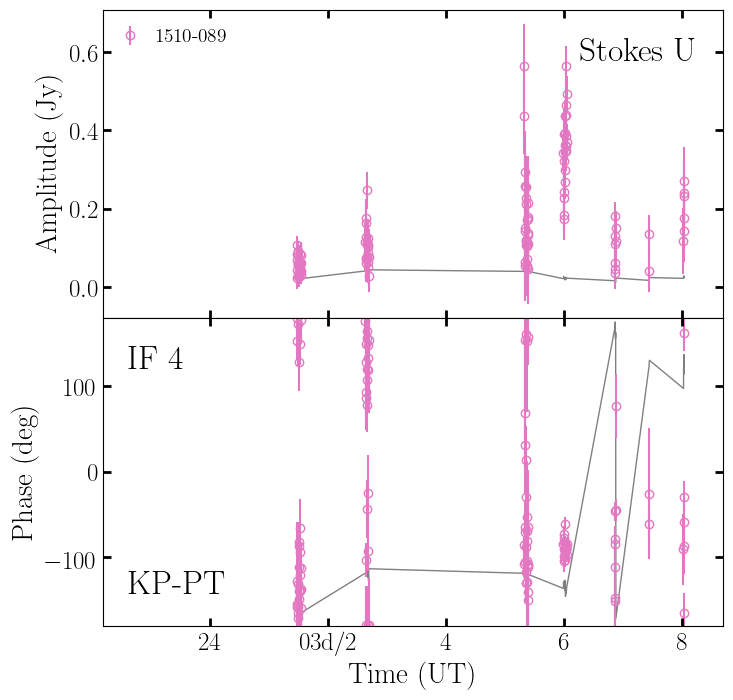 1510-089
Stokes U
Amplitude (Jy)
0.6
0.4
0.2
0.0
IF 4
KP-PT
Phase (deg)
100
0
−100
24 03d/2 4 6 8
Time (UT)